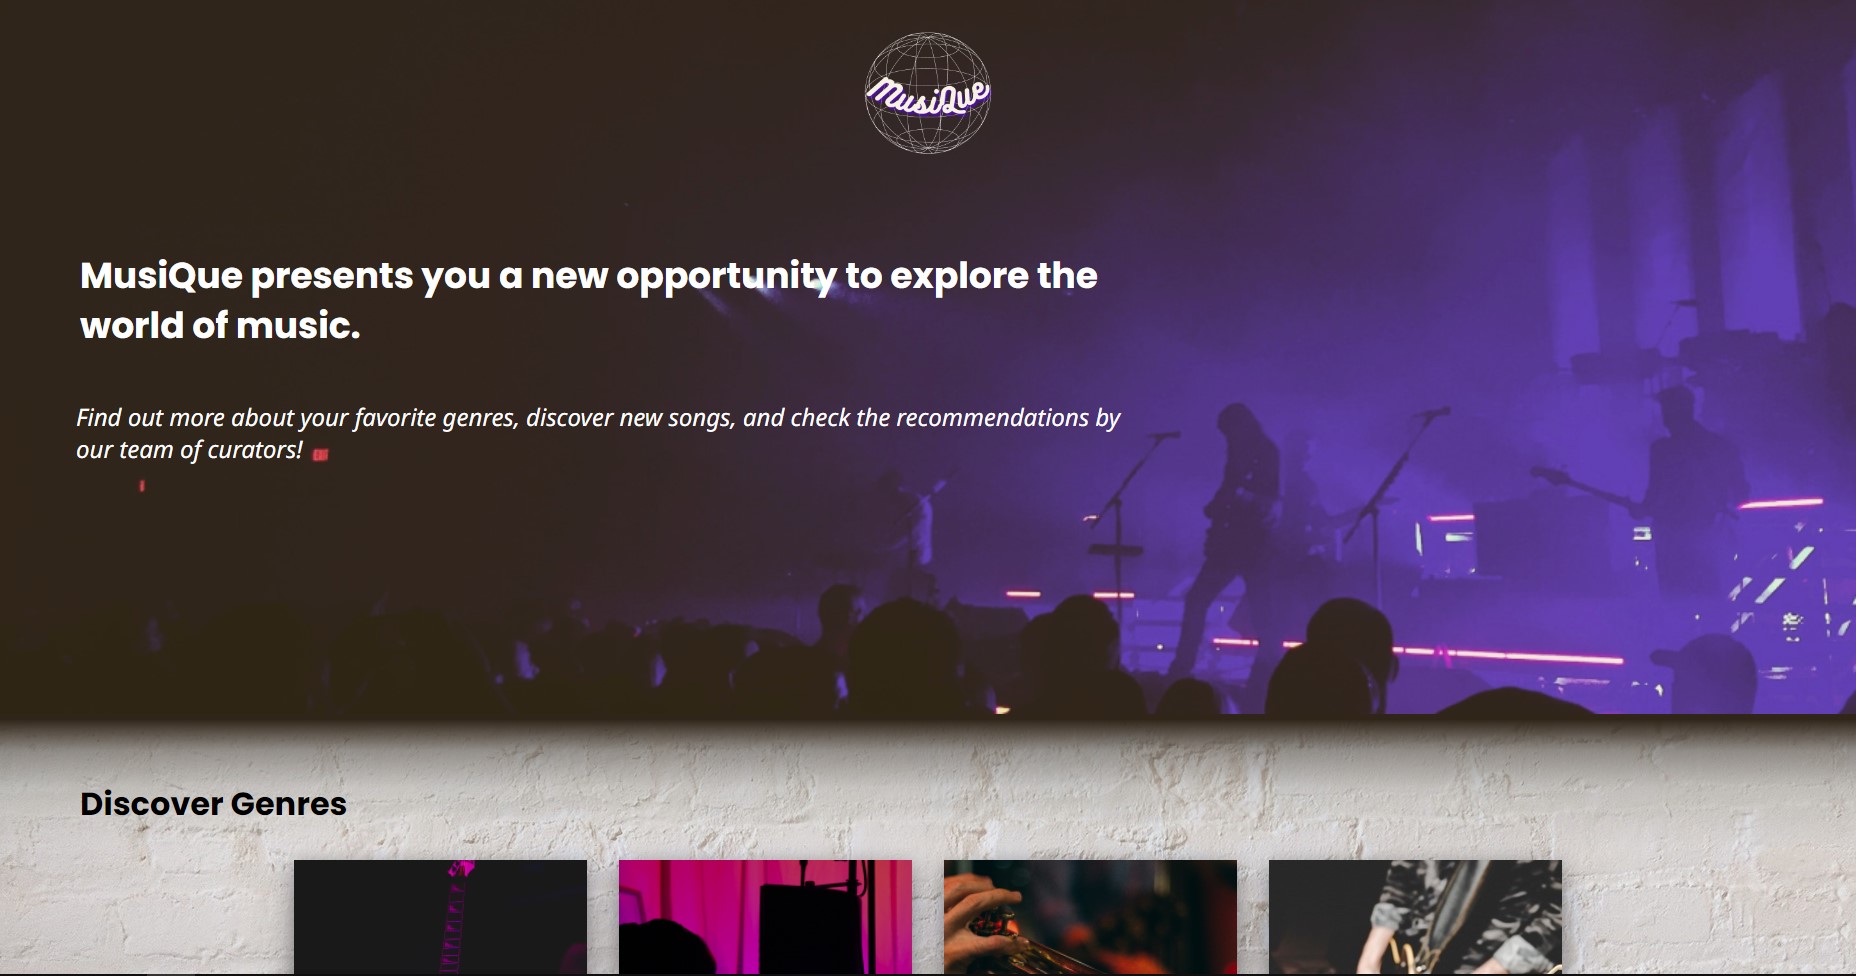 MusiQue
MusiQue presents you a new opportunity to explore the
world of music.
Find out more about your favorite genres, discover new songs, and check the recommendations by
our team of curators!
Discover Genres